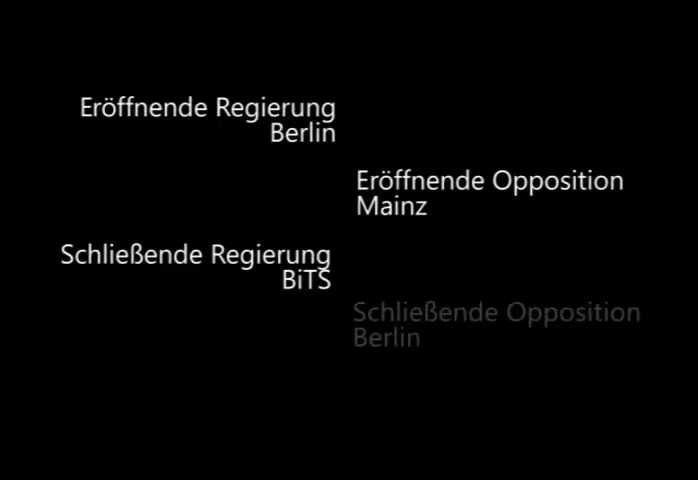 Eröffnende Regierung
Berlin
Eröffnende Opposition
Mainz
Schließende Regierung
BiTS
Schließende Opposition
Berlin